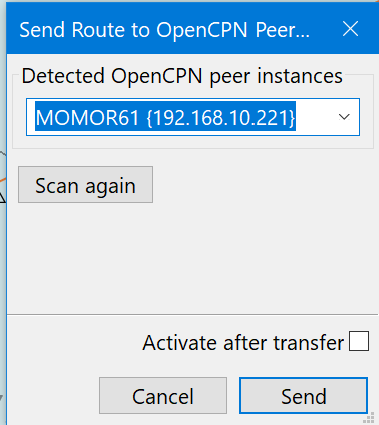 Send Route to OpenCPN Peer...
Detected OpenCPN peer instances
MOMOR61 {192.168.10.221}
Scan again
Activate after transfer
Cancel
Send